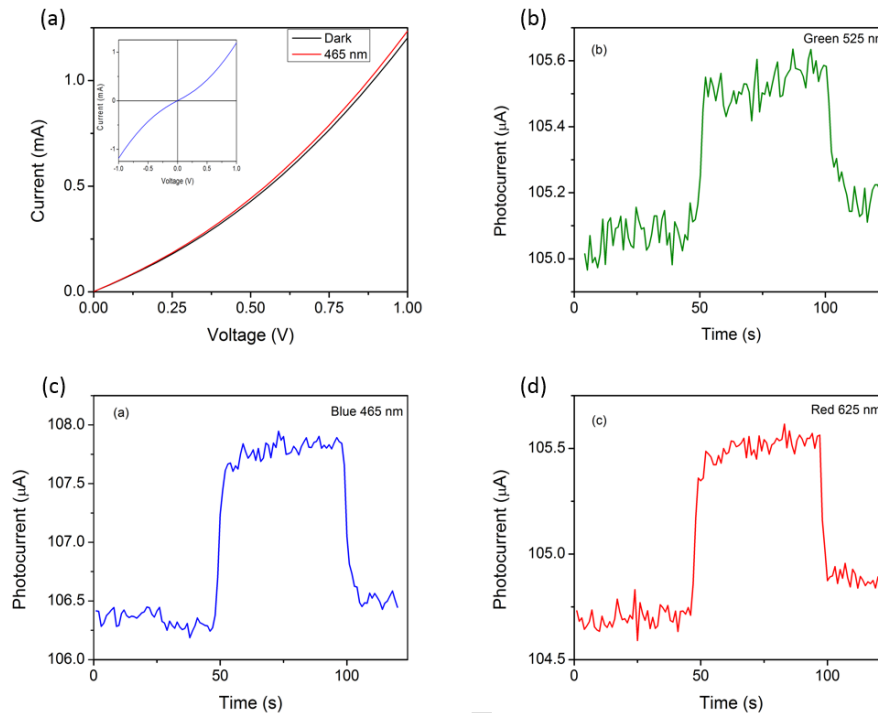 (a)
Dark
465 nm
1.0
0.5
0.0
Current (mA)
0.00
0.25
0.50
0.75
1.00
Voltage (V)
1
0
-1
Current (mA)
-1.0
-0.5
0.0
0.5
1.0
Voltage (V)
(b)
(b)
Green 525 nm
105.6
105.4
105.2
105.0
Photocurrent (μA)
0
50
100
Time (s)
(c)
(a)
Blue 465 nm
108.0
107.5
107.0
106.5
106.0
Photocurrent (μA)
0
50
100
Time (s)
(d)
(c)
Red 625 nm
105.5
105.0
104.5
Photocurrent (μA)
0
50
100
Time (s)